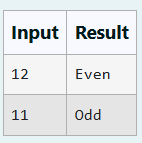 Input Result
12 Even
11 Odd